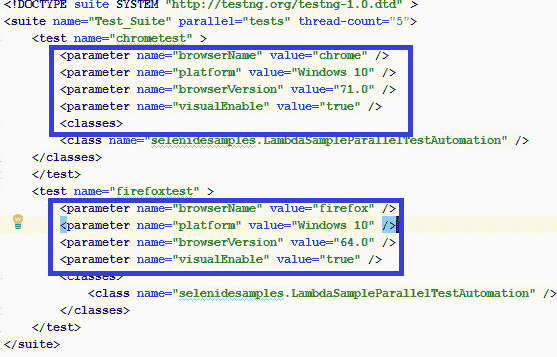 <!DOCTYPE suite SYSTEM "http://testng.org/testng-1.0.dtd" >
<suite name="Test_Suite" parallel="tests" thread-count="5">
<test name="chrometest" >
<parameter name="browserName" value="chrome" />
<parameter name="platform" value="Windows 10" />
<parameter name="browserVersion" value="71.0" />
<parameter name="visualEnable" value="true" />
<classes>
<class name="selenidesamples.LambdaSampleParallelTestAutomation" />
</classes>
</test>
<test name="firefoxtest" >
<parameter name="browserName" value="firefox" />
<parameter name="platform" value="Windows 10" />
<parameter name="browserVersion" value="64.0" />
<parameter name="visualEnable" value="true" />
<classes>
<class name="selenidesamples.LambdaSampleParallelTestAutomation" />
</classes>
</test>
</suite>